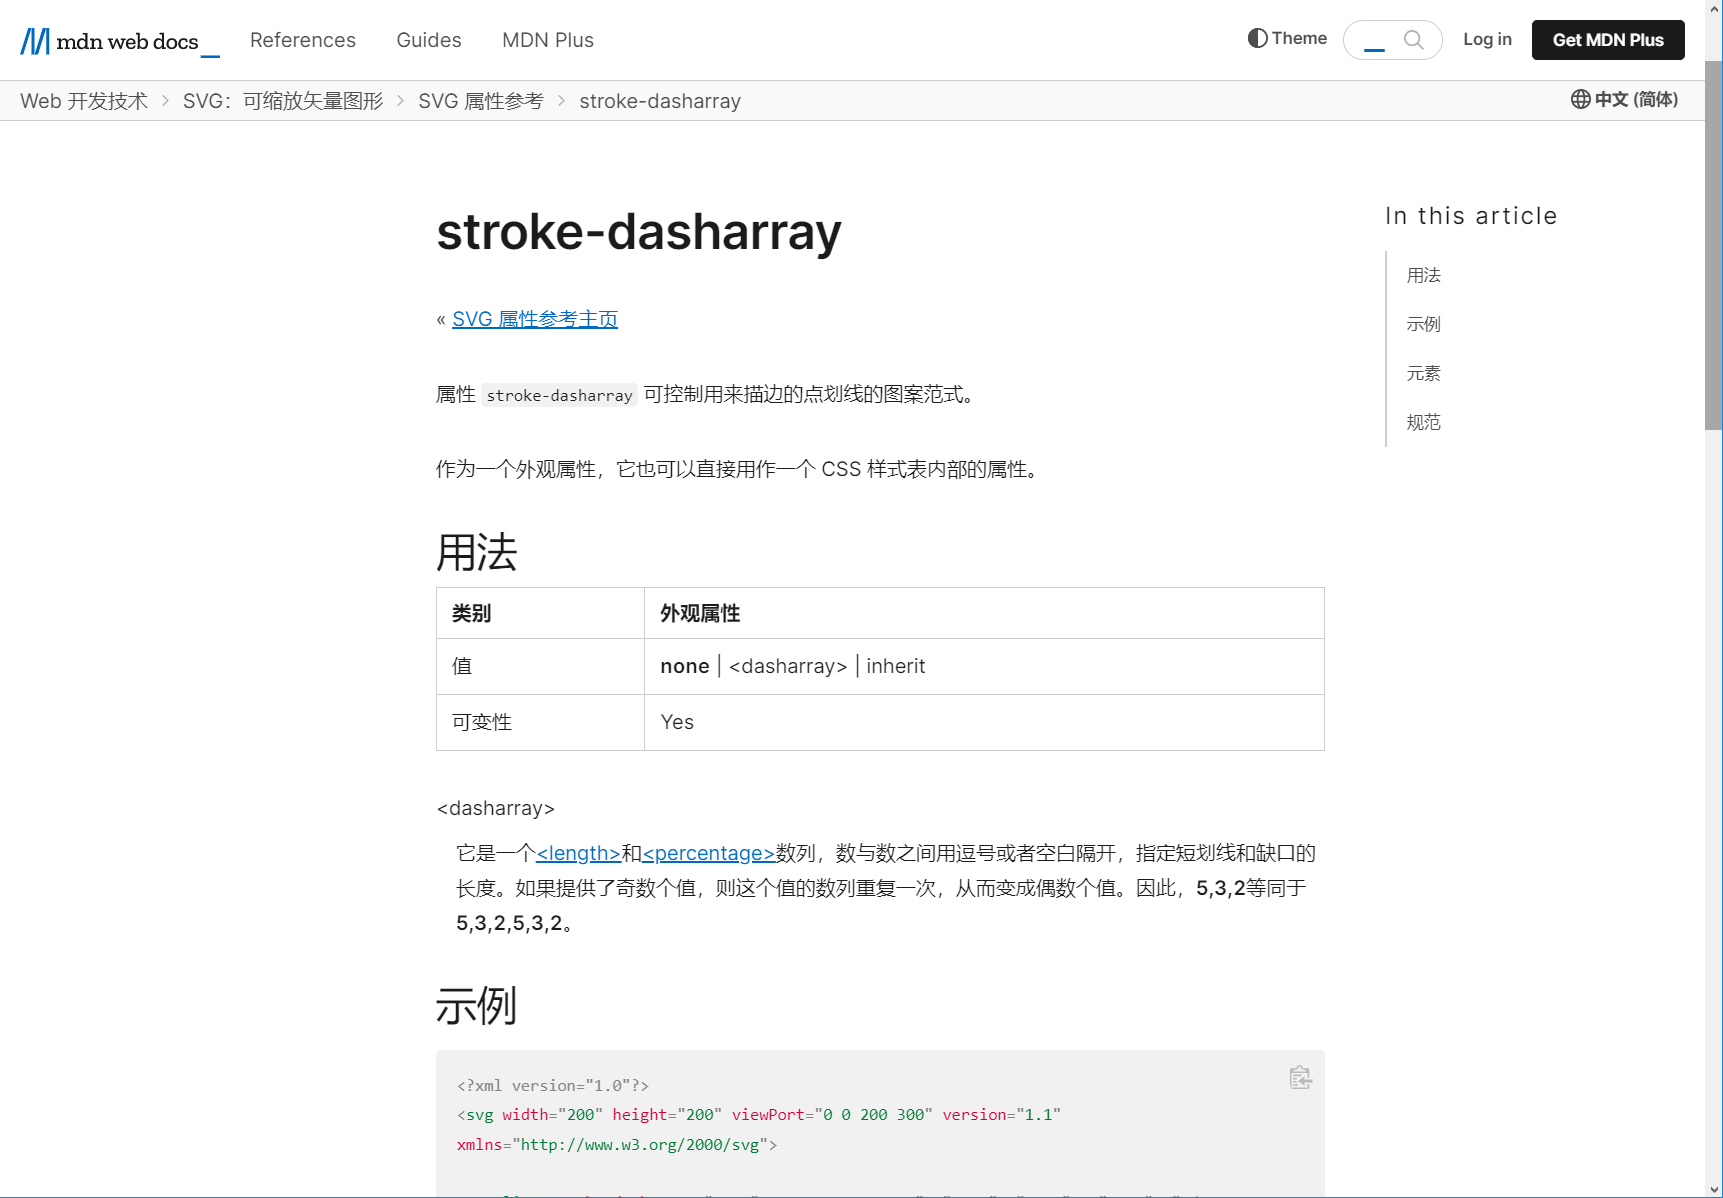 mdn web docs_
References
Guides
MDN Plus
Theme
Log in
Get MDN Plus
Web 开发技术
SVG：可缩放矢量图形
SVG 属性参考
stroke-dasharray
中文 (简体)
stroke-dasharray
In this article
用法
示例
元素
规范
« SVG 属性参考主页
属性 stroke-dasharray 可控制用来描边的点划线的图案范式。
作为一个外观属性，它也可以直接用作一个 CSS 样式表内部的属性。
用法
类别 外观属性
值 none | <dasharray> | inherit
可变性 Yes
<dasharray>
它是一个<length>和<percentage>数列，数与数之间用逗号或者空白隔开，指定短划线和缺口的
长度。如果提供了奇数个值，则这个值的数列重复一次，从而变成偶数个值。因此，5,3,2等同于
5,3,2,5,3,2。
示例
<?xml version="1.0"?>
<svg width="200" height="200" viewPort="0 0 200 300" version="1.1"
xmlns="http://www.w3.org/2000/svg">